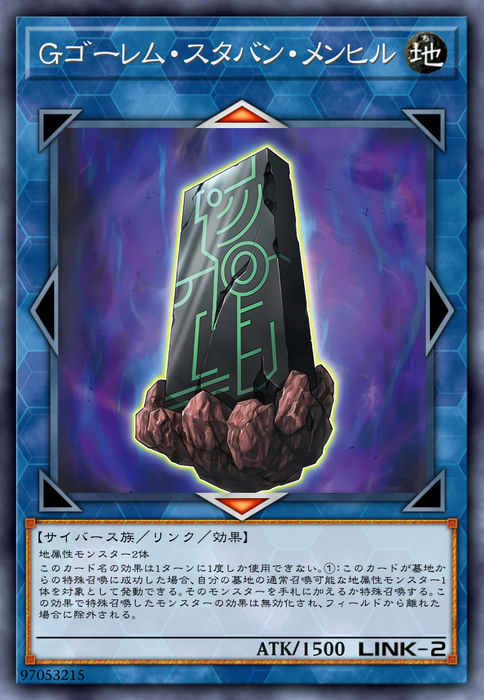 Gゴーレム・スタバン・メンヒル
地
ち
【サイバース族／リンク／効果】
地属性モンスター2体
このカード名の効果は1ターンに1度しか使用できない。①：このカードが墓地か
らの特殊召喚に成功した場合、自分の墓地の通常召喚可能な地属性モンスター1
体を対象として発動できる。そのモンスターを手札に加えるか特殊召喚する。こ
の効果で特殊召喚したモンスターの効果は無効化され、フィールドから離れた
場合に除外される。
ATK/1500 LINK-2
97053215